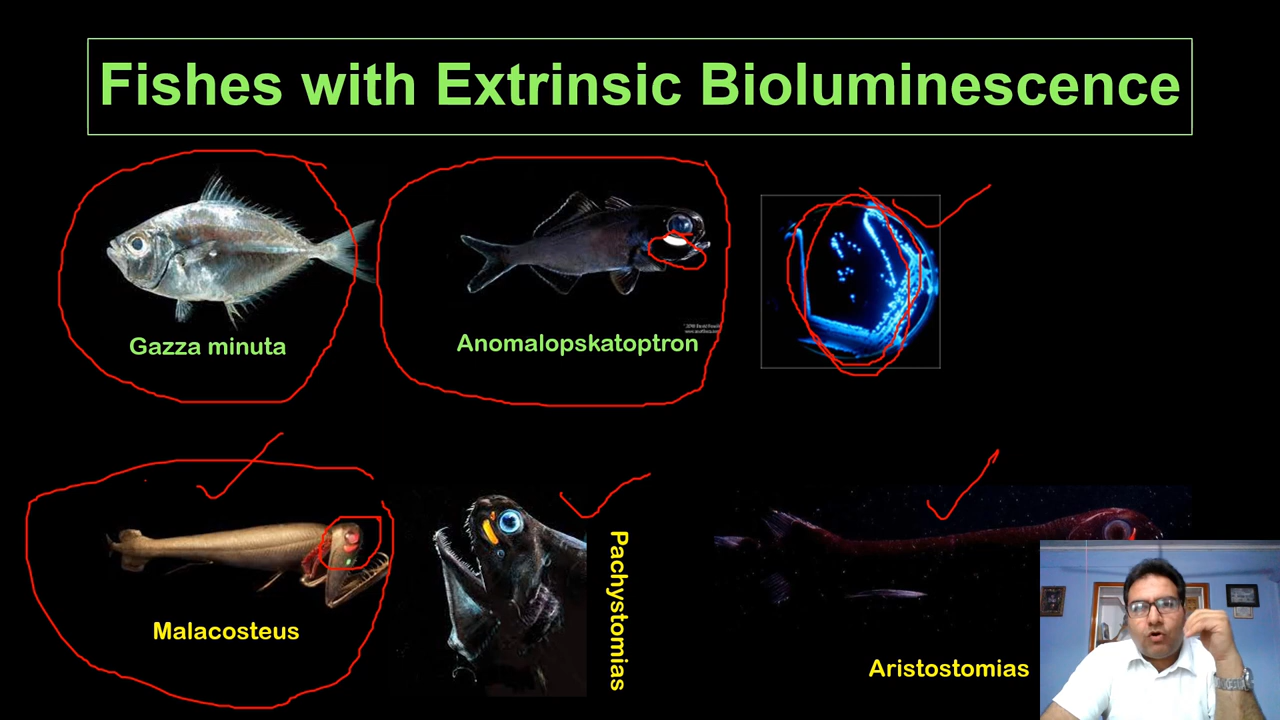 Fishes with Extrinsic Bioluminescence
Gazza minuta
Anomalopskatoptron
Malacosteus
Pachystomias
Aristostomias